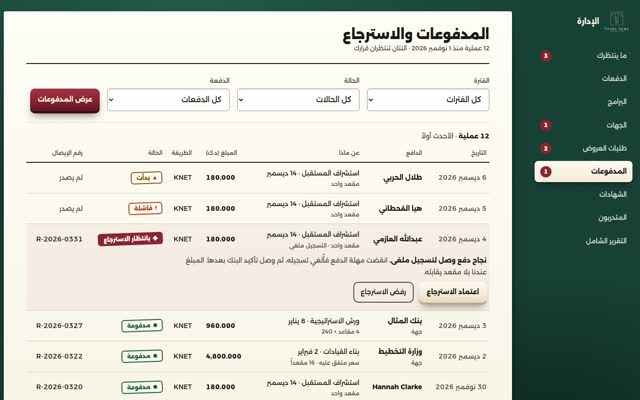 الإدارة
THREE TURN
ما ينتظرك 3
الدفعات
البرامج
الجهات 1
طلبات العروض 2
المدفوعات 3
الشهادات
المتدربون
التقرير الشامل
المدفوعات والاسترجاع
12 عملية منذ 1 نوفمبر 2026 · اثنتان تنتظران قرارك
الفترة الحالة الدفعة
كل الفترات كل الحالات كل الدفعات عرض المدفوعات
12 عملية · الأحدث أولاً
التاريخ الدافع عن ماذا المبلغ (دك) الطريقة الحالة رقم الإيصال
6 ديسمبر 2026 طلال الحربي استشراف المستقبل · 14 ديسمبر 180.000 KNET بدأت لم يصدر
مقعد واحد
5 ديسمبر 2026 هيا القحطاني استشراف المستقبل · 14 ديسمبر 180.000 KNET ! فاشلة لم يصدر
مقعد واحد
4 ديسمبر 2026 عبدالله العازمي استشراف المستقبل · 14 ديسمبر 180.000 KNET بانتظار الاسترجاع R-2026-0331
مقعد واحد · التسجيل ملغى
نجاح دفع وصل لتسجيل ملغى. انقضت مهلة الدفع فأُلغي تسجيله، ثم وصل تأكيد البنك بعدها. المبلغ
عندنا بلا مقعد يقابله.
اعتماد الاسترجاع رفض الاسترجاع
3 ديسمبر 2026 بنك المثال ورش الاستراتيجية · 8 يناير 960.000 KNET مدفوعة R-2026-0327
جهة 4 مقاعد × 240
2 ديسمبر 2026 وزارة التخطيط بناء القيادات · 2 فبراير 4,800.000 KNET مدفوعة R-2026-0322
جهة سعر متفق عليه · 16 مقعداً
30 نوفمبر 2026 Hannah Clarke استشراف المستقبل · 14 ديسمبر 180.000 KNET مدفوعة R-2026-0320
مقعد واحد